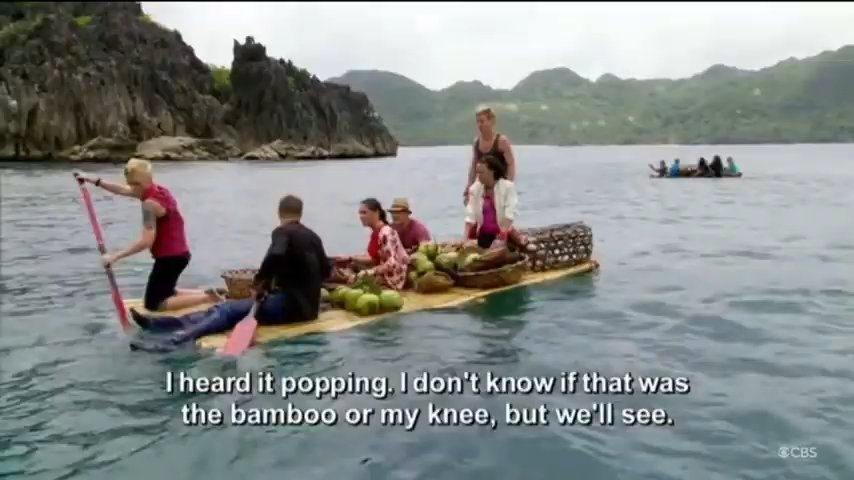 I heard it popping. I don't know if that was
the bamboo or my knee, but we'll see.
CBS